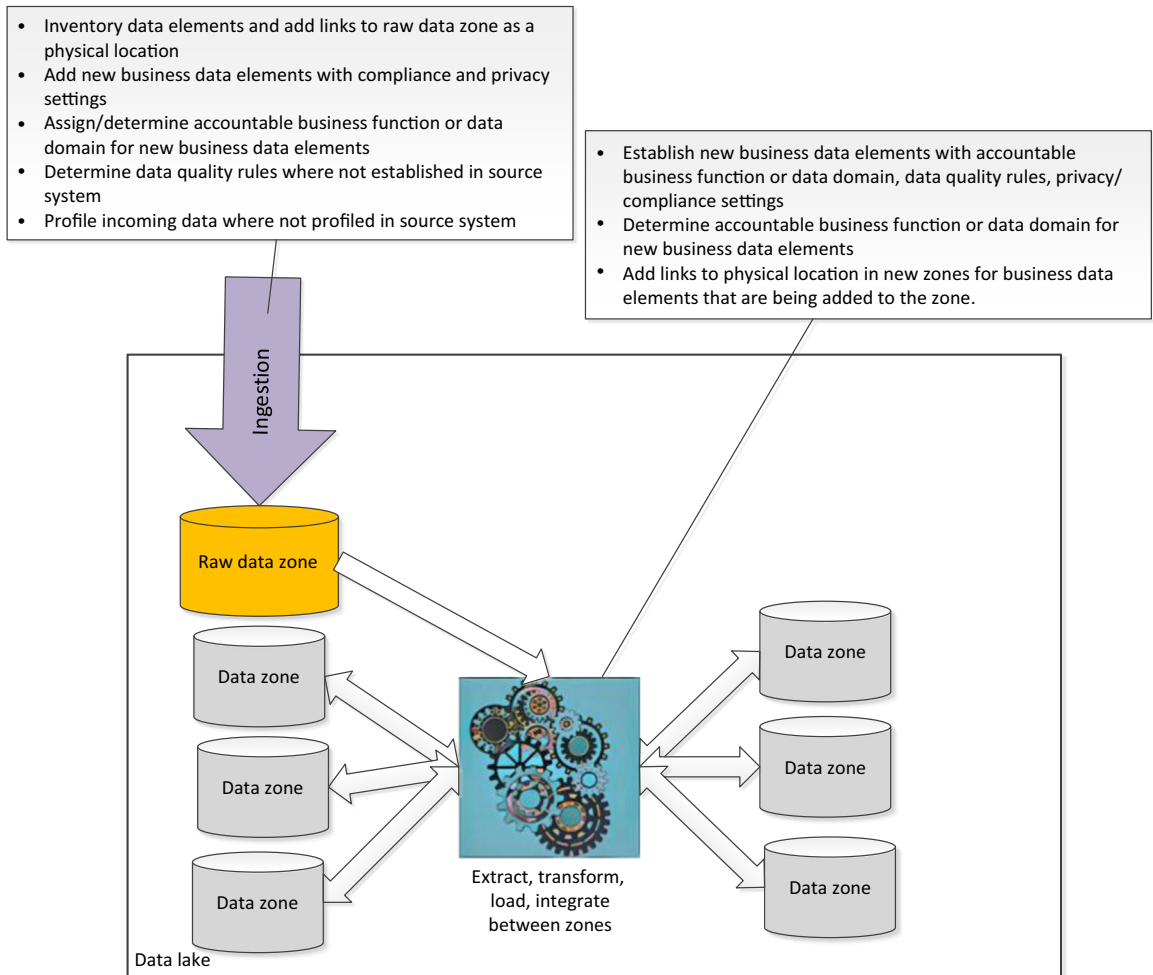 • Inventory data elements and add links to raw data zone as a
physical location
• Add new business data elements with compliance and privacy
settings
• Assign/determine accountable business function or data
domain for new business data elements
• Determine data quality rules where not established in source
system
• Profile incoming data where not profiled in source system
• Establish new business data elements with accountable
business function or data domain, data quality rules, privacy/
compliance settings
• Determine accountable business function or data domain for
new business data elements
• Add links to physical location in new zones for business data
elements that are being added to the zone.
Ingestion
Raw data zone
Data zone
Data zone
Data zone
Extract, transform,
load, integrate
between zones
Data zone
Data zone
Data zone
Data lake